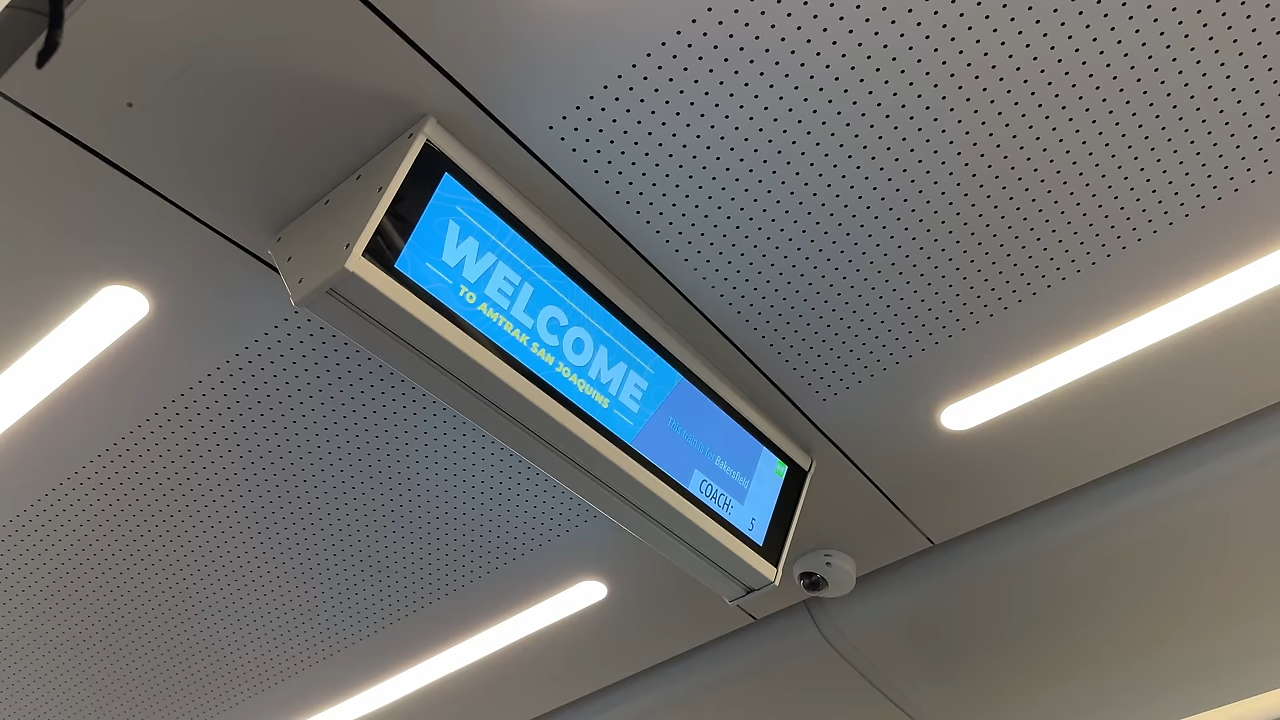 WELCOME
TO AMTRAK SAN JOAQUINS
This train is for Bakersfield
COACH: 5